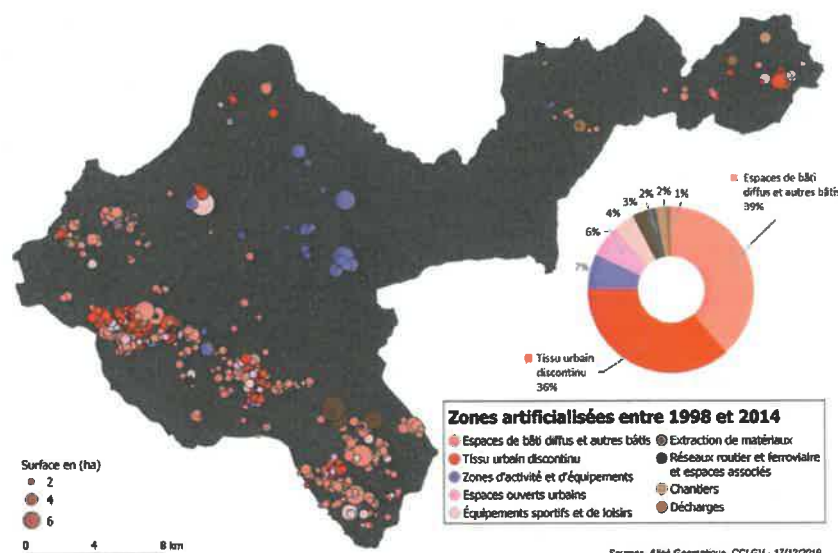 Espaces de bâti
diffus et autres bâtis
39%
1%
2%
2%
3%
4%
6%
7%
Tissu urbain
discontinu
36%
Zones artificialisées entre 1998 et 2014
Espaces de bâti diffus et autres bâtis
Tissu urbain discontinu
Zones d'activité et d'équipements
Espaces ouverts urbains
Équipements sportifs et de loisirs
Extraction de matériaux
Réseaux routier et ferroviaire
et espaces associés
Chantiers
Décharges
Surface en (ha)
2
4
6
0 4 8 km